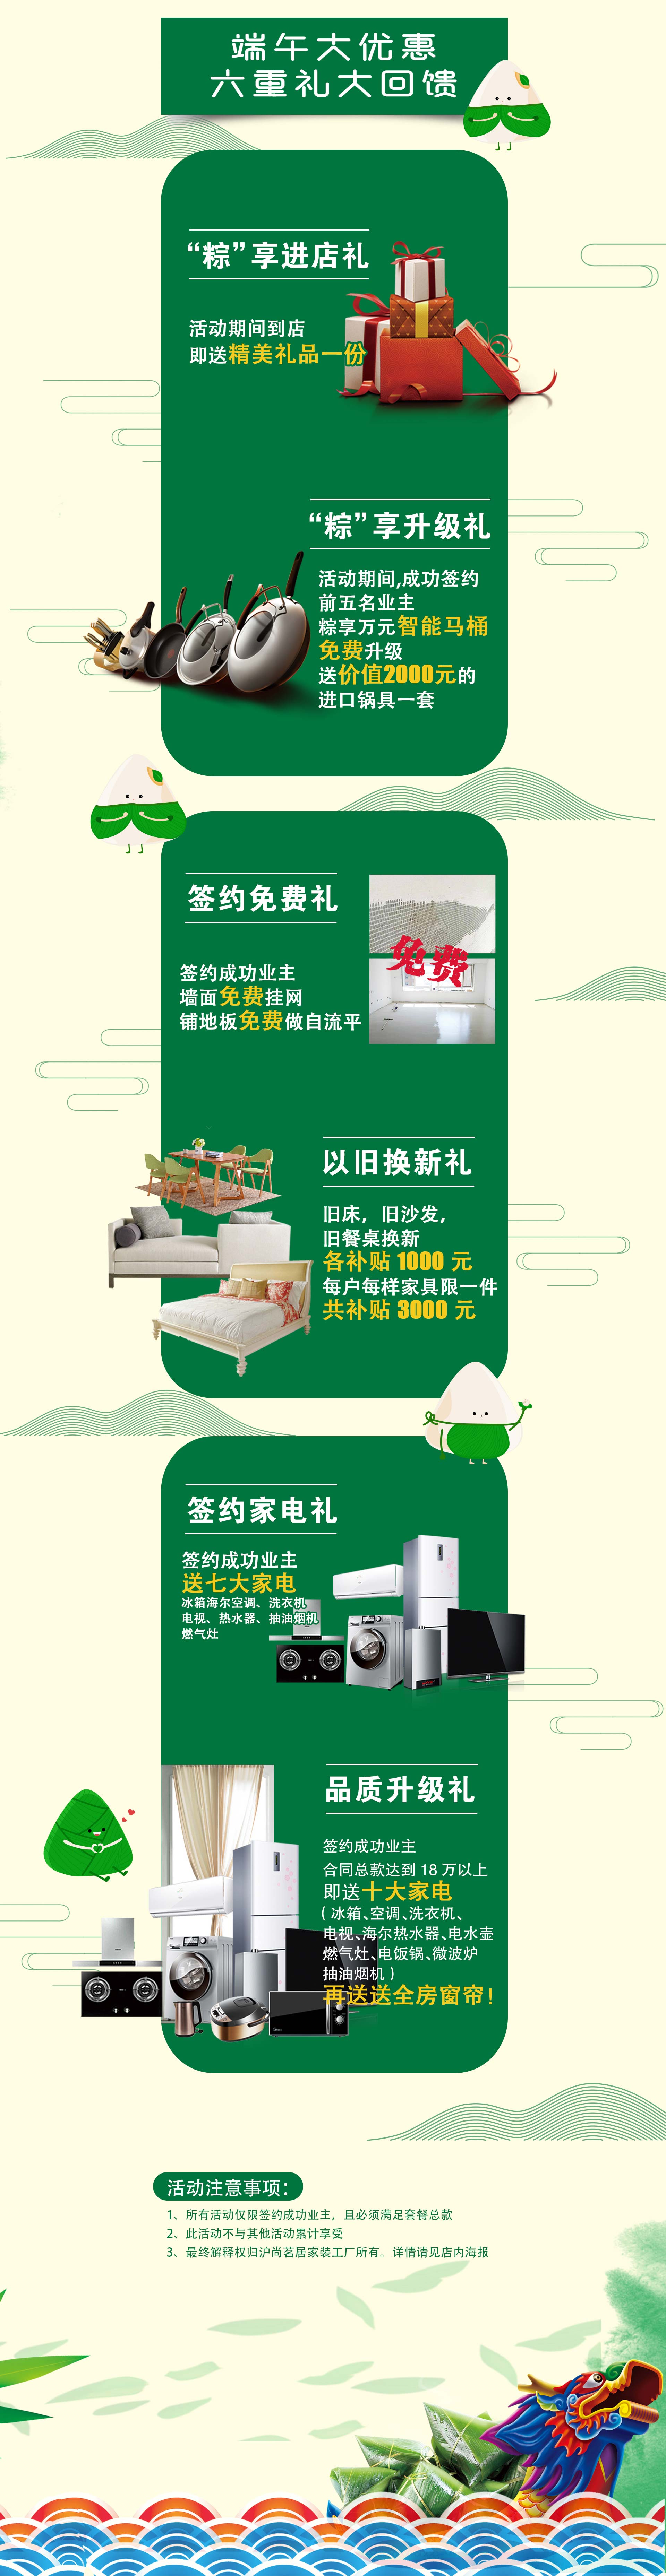 端午大优惠
六重礼大回馈
“粽”享进店礼
活动期间到店
即送精美礼品一份
“粽”享升级礼
活动期间,成功签约
前五名业主
粽享万元智能马桶
免费升级
送价值2000元的
进口锅具一套
签约免费礼
免费
签约成功业主
墙面免费挂网
铺地板免费做自流平
以旧换新礼
旧床，旧沙发，
旧餐桌换新
各补贴 1000 元
每户每样家具限一件
共补贴 3000 元
签约家电礼
签约成功业主
送七大家电
冰箱海尔空调、洗衣机
电视、热水器、抽油烟机
燃气灶
品质升级礼
签约成功业主
合同总款达到 18 万以上
即送十大家电
（冰箱、空调、洗衣机、
电视、海尔热水器、电水壶
燃气灶、电饭锅、微波炉
抽油烟机）
再送送全房窗帘！
活动注意事项：
1、所有活动仅限签约成功业主，且必须满足套餐总款
2、此活动不与其他活动累计享受
3、最终解释权归沪尚茗居家装工厂所有。详情请见店内海报